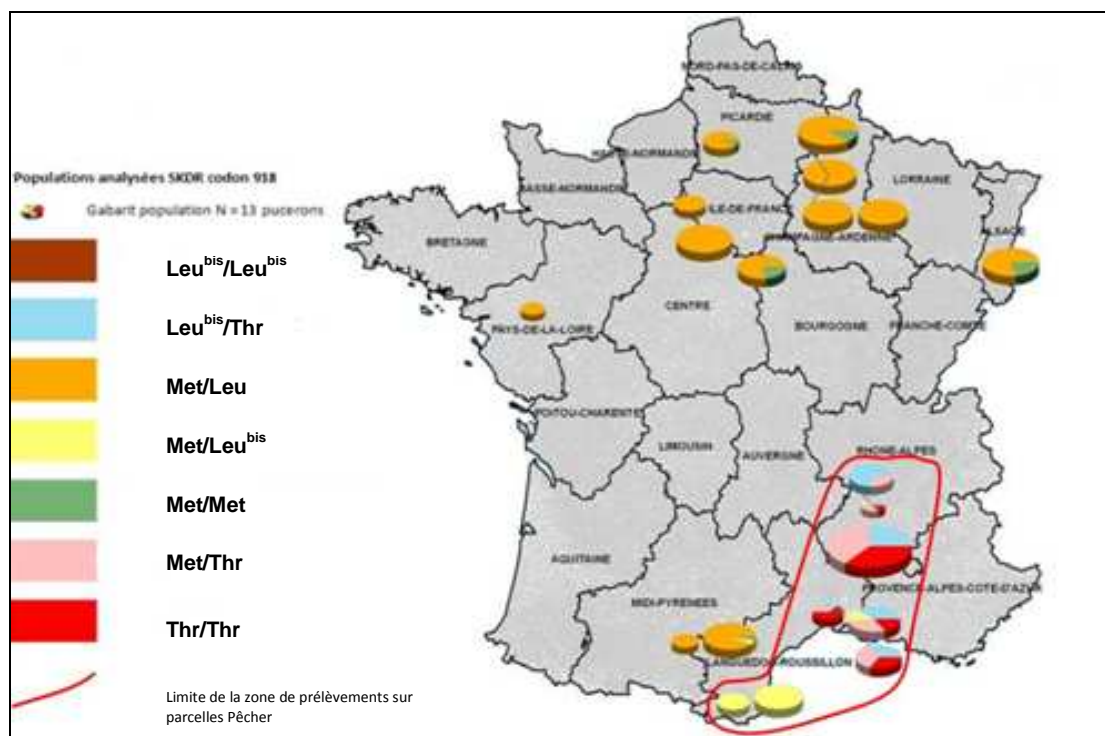 NORD-PAS-DE-CALAIS
PICARDIE
HAUTE-NORMANDIE
BASSE-NORMANDIE
LORRAINE
ILE-DE-FRANCE
CHAMPAGNE-ARDENNE
ALSACE
BRETAGNE
PAYS-DE-LA-LOIRE
CENTRE
BOURGOGNE
FRANCHE-COMTE
POITOU-CHARENTE
LIMOUSIN
AUVERGNE
RHONE-ALPES
AQUITAINE
MIDI-PYRENEES
PROVENCE-ALPES-COTE-D'AZUR
LANGUEDOC-ROUSSILLON
Populations analysées SKDR codon 918
Gabarit population N = 13 pucerons
Leu^bis/Leu^bis
Leu^bis/Thr
Met/Leu
Met/Leu^bis
Met/Met
Met/Thr
Thr/Thr
Limite de la zone de prélèvements sur
parcelles Pêcher